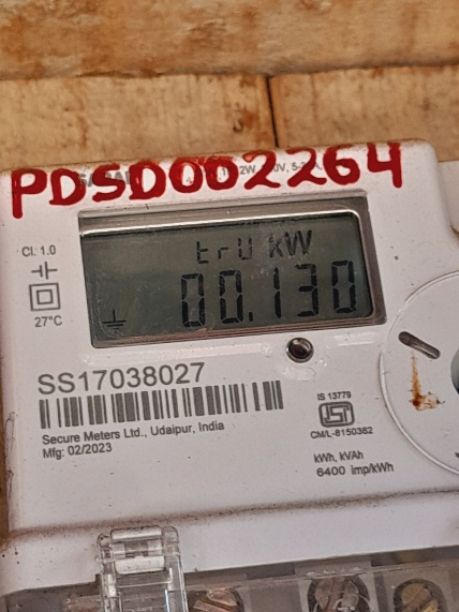 PDSD002264
Cl. 1.0
trU kW
00.130
27°C
SS17038027
Secure Meters Ltd., Udaipur, India
Mfg: 02/2023
IS 13779
CM/L-8150362
kWh, kVAh
6400 imp/kWh